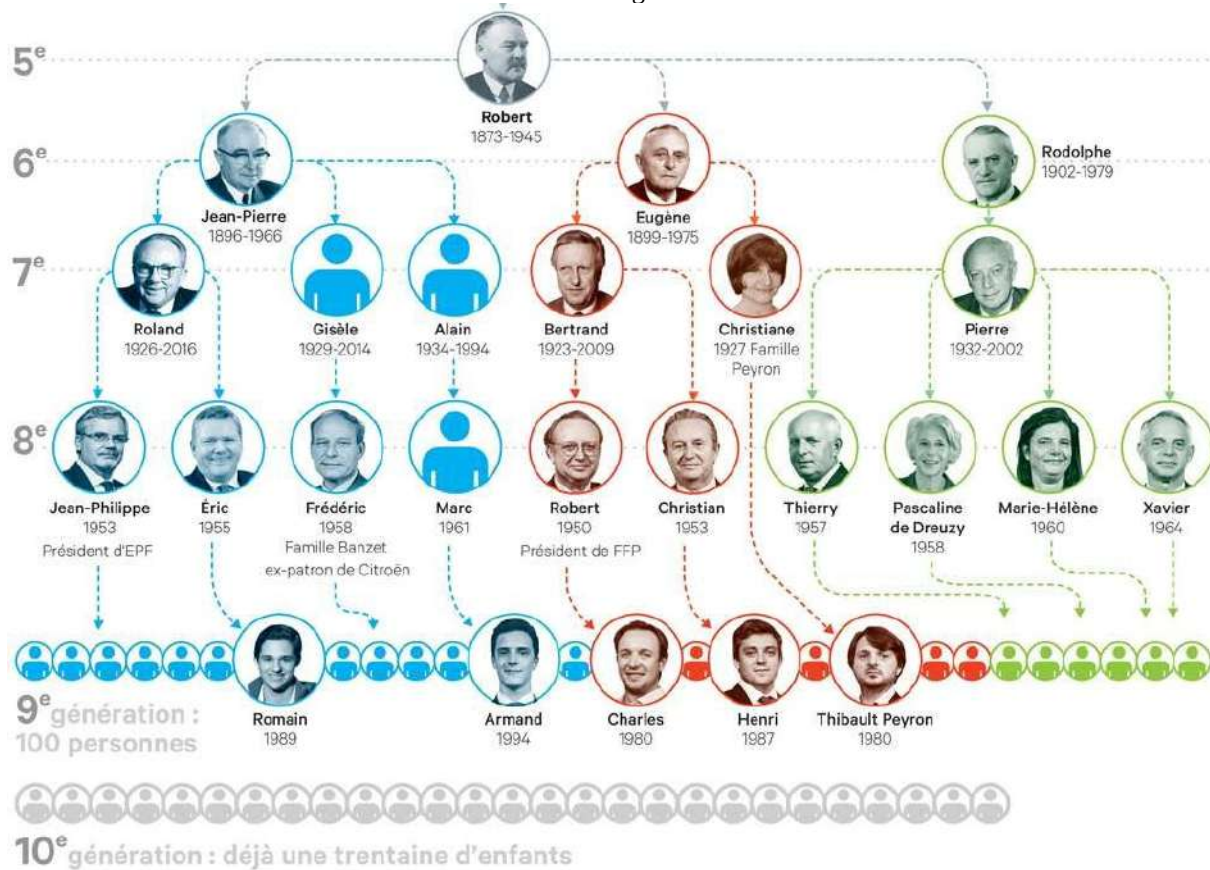 5e
Robert
1873-1945
6e
Jean-Pierre
1896-1966
Eugène
1899-1975
Rodolphe
1902-1979
7e
Roland
1926-2016
Gisèle
1929-2014
Alain
1934-1994
Bertrand
1923-2009
Christiane
1927 Famille
Peyron
Pierre
1932-2002
8e
Jean-Philippe
1953
Président d'EPF
Éric
1955
Frédéric
1958
Famille Banzet
ex-patron de Citroën
Marc
1961
Robert
1950
Président de FFP
Christian
1953
Thierry
1957
Pascaline
de Dreuzy
1958
Marie-Hélène
1960
Xavier
1964
9e génération :
100 personnes
Romain
1989
Armand
1994
Charles
1980
Henri
1987
Thibault Peyron
1980
10e génération : déjà une trentaine d'enfants